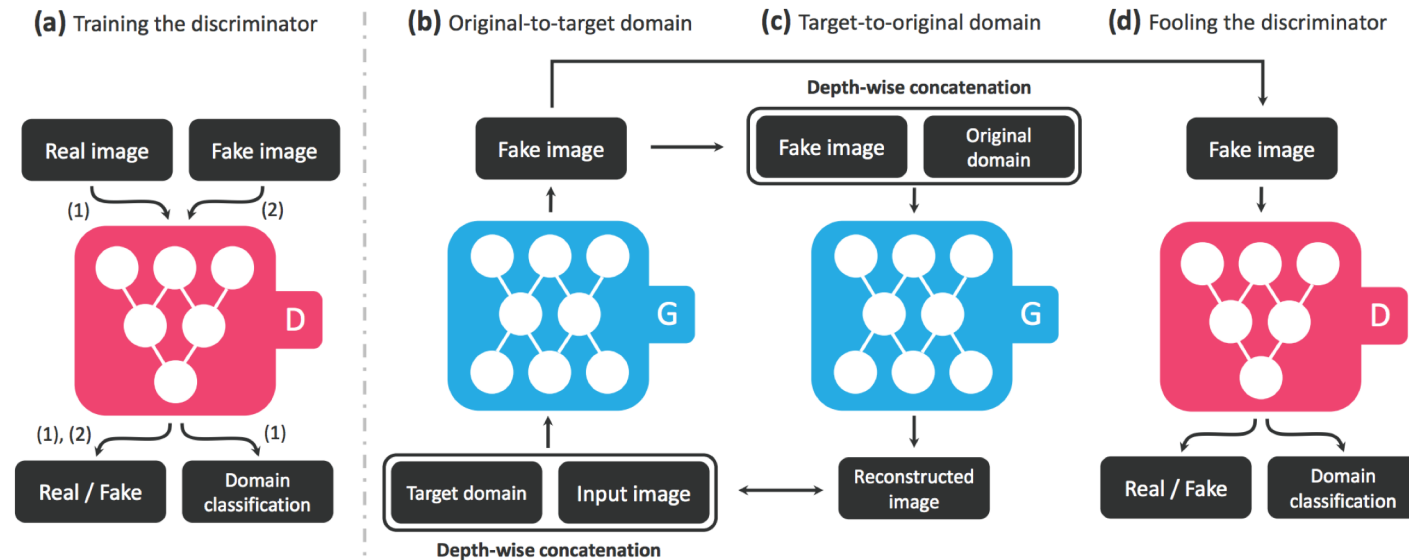 (a) Training the discriminator
Real image
Fake image
(1)
(2)
D
(1), (2)
(1)
Real / Fake
Domain
classification
(b) Original-to-target domain
Fake image
G
Target domain
Input image
Depth-wise concatenation
(c) Target-to-original domain
Depth-wise concatenation
Fake image
Original
domain
G
Reconstructed
image
(d) Fooling the discriminator
Fake image
D
Real / Fake
Domain
classification